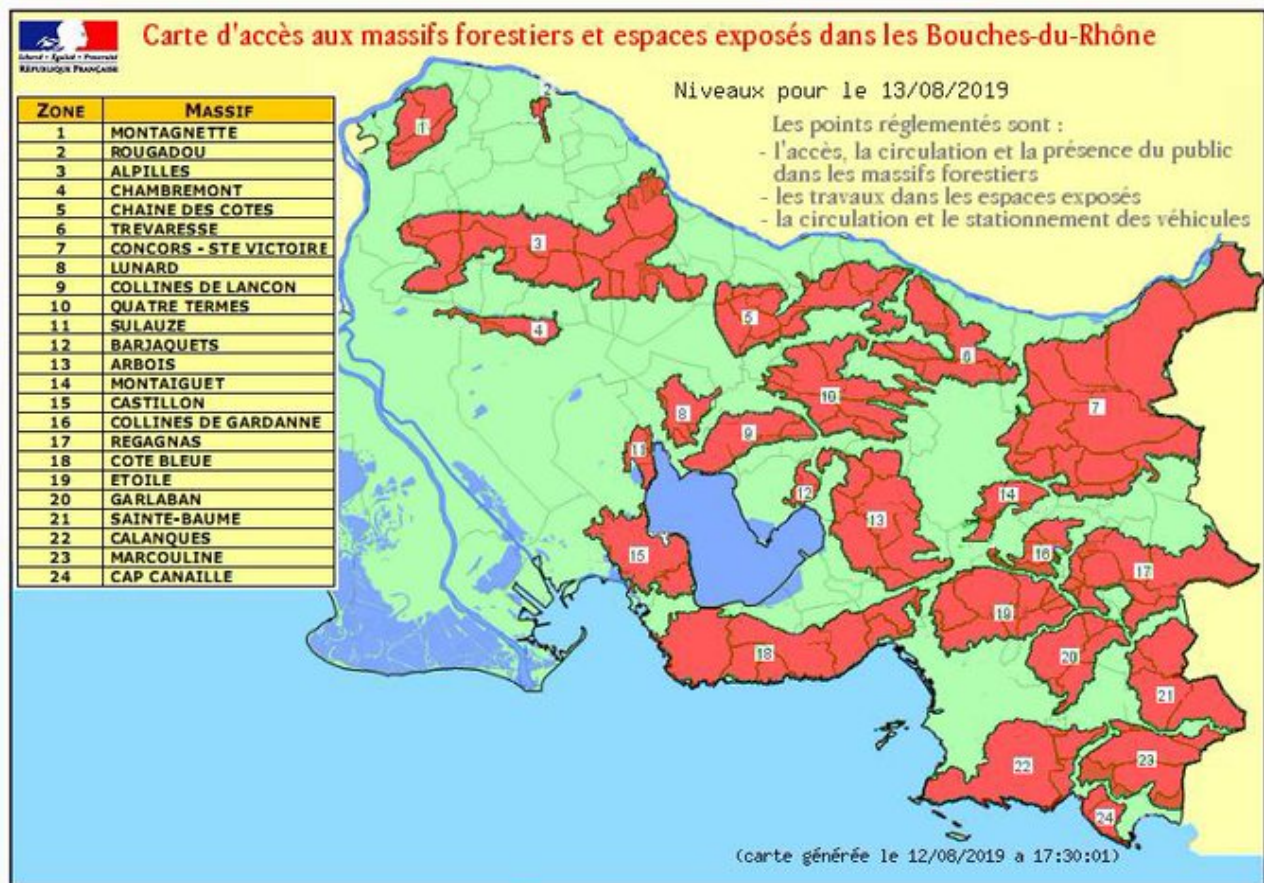 Liberté • Égalité • Fraternité
RÉPUBLIQUE FRANÇAISE
Carte d'accès aux massifs forestiers et espaces exposés dans les Bouches-du-Rhône
Niveaux pour le 13/08/2019
Les points réglementés sont :
- l'accès, la circulation et la présence du public
dans les massifs forestiers
- les travaux dans les espaces exposés
- la circulation et le stationnement des véhicules
ZONE MASSIF
1 MONTAGNETTE
2 ROUGADOU
3 ALPILLES
4 CHAMBREMONT
5 CHAINE DES COTES
6 TREVARESSE
7 CONCORS - STE VICTOIRE
8 LUNARD
9 COLLINES DE LANCON
10 QUATRE TERMES
11 SULAUZE
12 BARJAQUETS
13 ARBOIS
14 MONTAIGUET
15 CASTILLON
16 COLLINES DE GARDANNE
17 REGAGNAS
18 COTE BLEUE
19 ETOILE
20 GARLABAN
21 SAINTE-BAUME
22 CALANQUES
23 MARCOULINE
24 CAP CANAILLE
2
1
3
4
5
6
10
7
8
9
11
12
14
13
15
16
17
19
18
20
21
22
23
24
(carte générée le 12/08/2019 a 17:30:01)